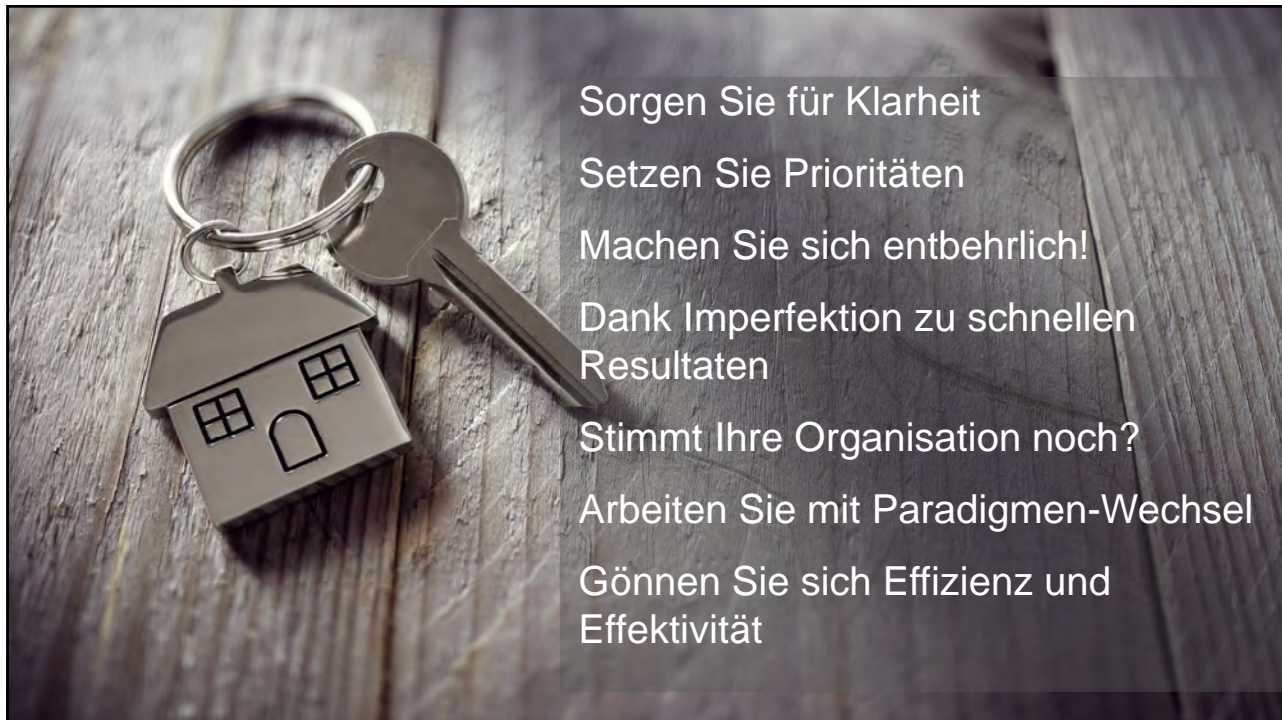 Sorgen Sie für Klarheit
Setzen Sie Prioritäten
Machen Sie sich entbehrlich!
Dank Imperfektion zu schnellen
Resultaten
Stimmt Ihre Organisation noch?
Arbeiten Sie mit Paradigmen-Wechsel
Gönnen Sie sich Effizienz und
Effektivität